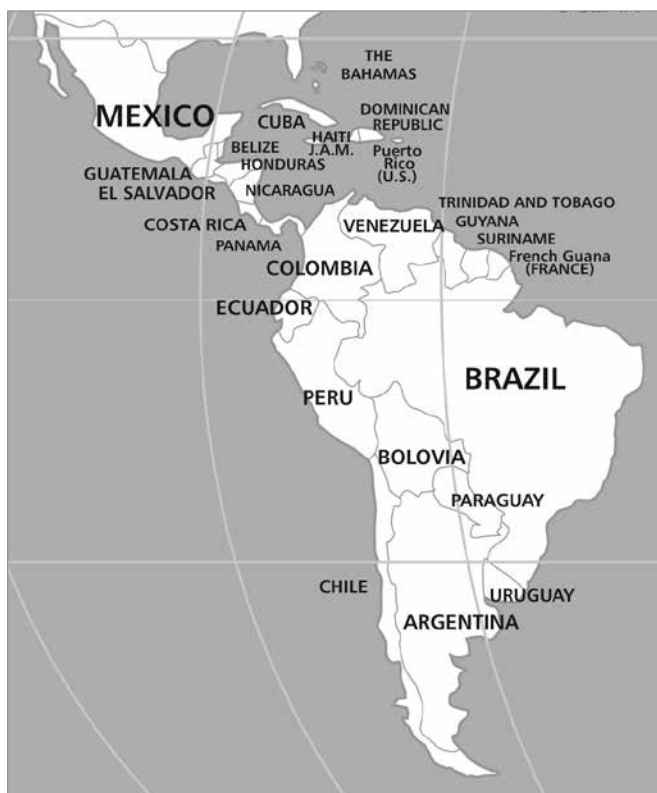 THE
BAHAMAS
MEXICO
CUBA
DOMINICAN
REPUBLIC
HAITI
J.A.M.
BELIZE
HONDURAS
Puerto
Rico
(U.S.)
GUATEMALA
EL SALVADOR
NICARAGUA
TRINIDAD AND TOBAGO
COSTA RICA
VENEZUELA
GUYANA
SURINAME
PANAMA
French Guana
(FRANCE)
COLOMBIA
ECUADOR
BRAZIL
PERU
BOLOVIA
PARAGUAY
CHILE
URUGUAY
ARGENTINA